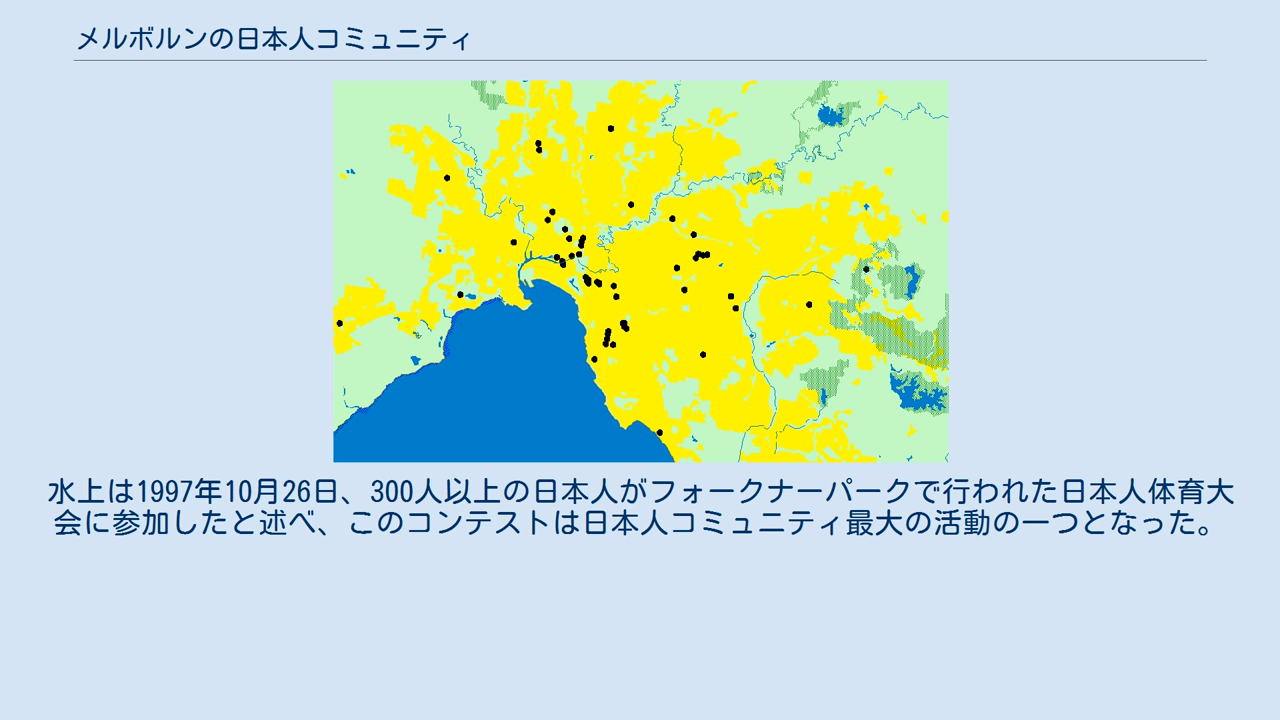 メルボルンの日本人コミュニティ
水上は1997年10月26日、300人以上の日本人がフォークナーパークで行われた日本人体育大
会に参加したと述べ、このコンテストは日本人コミュニティ最大の活動の一つとなった。